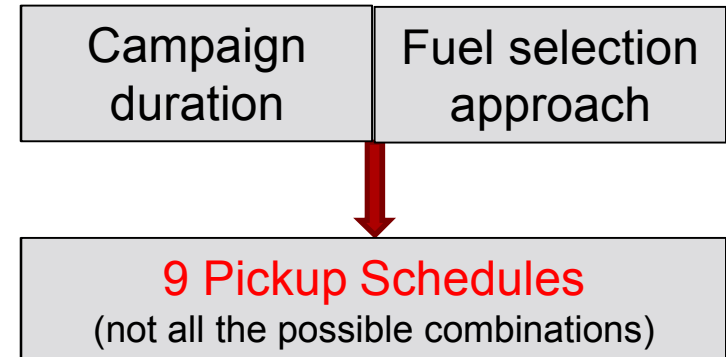 Campaign
duration
Fuel selection
approach
9 Pickup Schedules
(not all the possible combinations)